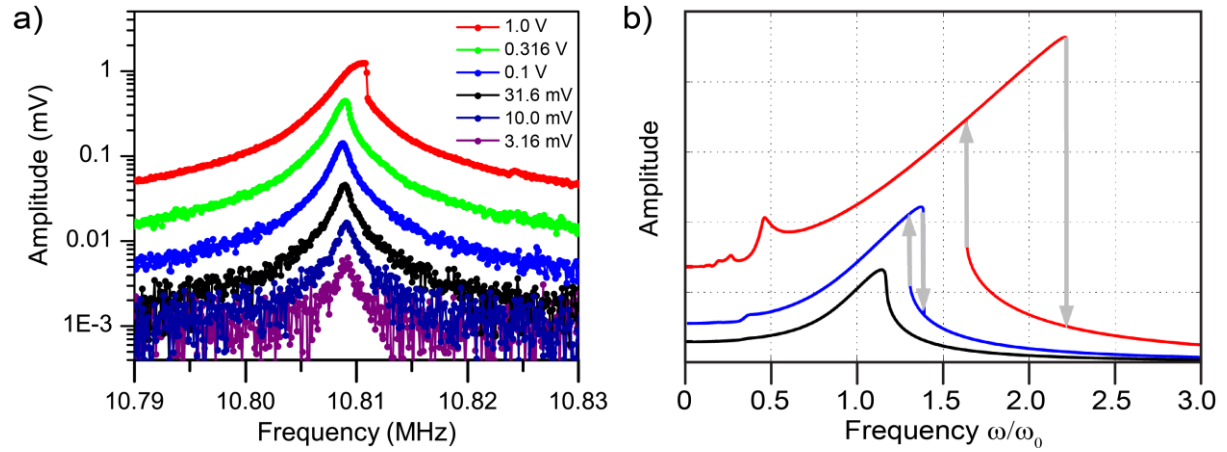 a)
Amplitude (mV)
1
0.1
0.01
1E-3
1.0 V
0.316 V
0.1 V
31.6 mV
10.0 mV
3.16 mV
10.79 10.80 10.81 10.82 10.83
Frequency (MHz)
b)
Amplitude
0 0.5 1.0 1.5 2.0 2.5 3.0
Frequency ω/ω₀